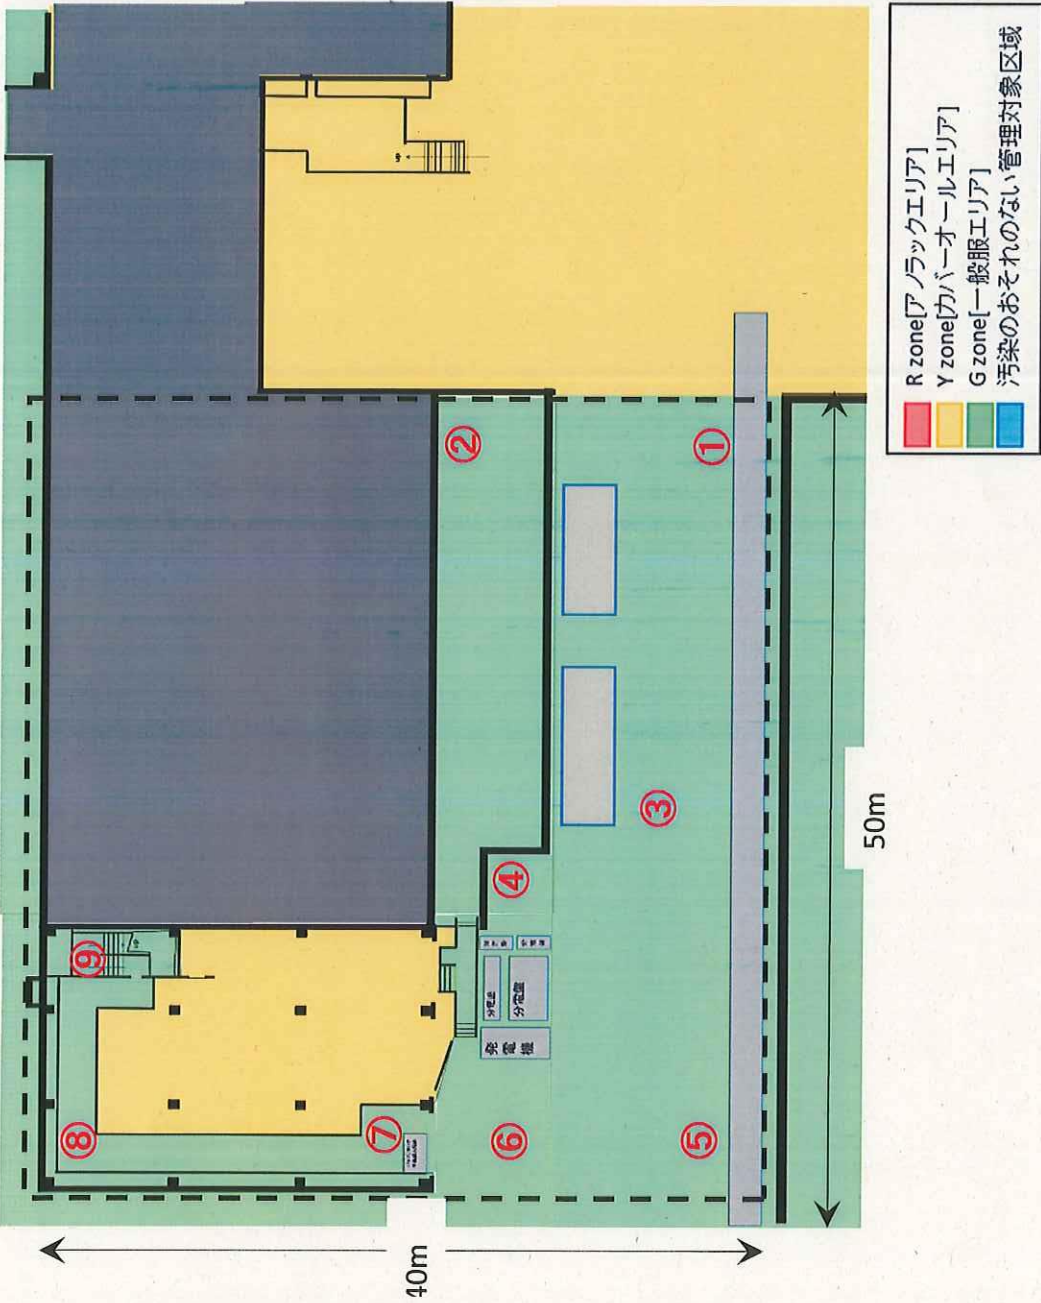 R zone[アノラックエリア]
Y zone[カバーオールエリア]
G zone[一般服エリア]
汚染のおそれのない管理対象区域
①
②
③
④
⑤
⑥
⑦
⑧
⑨
UP
UP
分電盤
分電盤
発電機
40m
50m